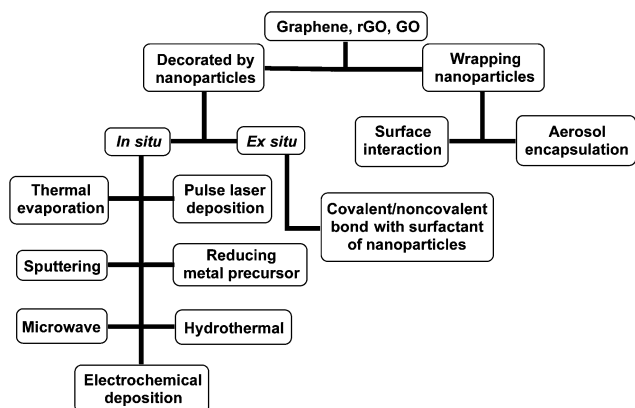 Graphene, rGO, GO
Decorated by
nanoparticles
Wrapping
nanoparticles
In situ
Ex situ
Surface
interaction
Aerosol
encapsulation
Thermal
evaporation
Pulse laser
deposition
Covalent/noncovalent
bond with surfactant
of nanoparticles
Sputtering
Reducing
metal precursor
Microwave
Hydrothermal
Electrochemical
deposition